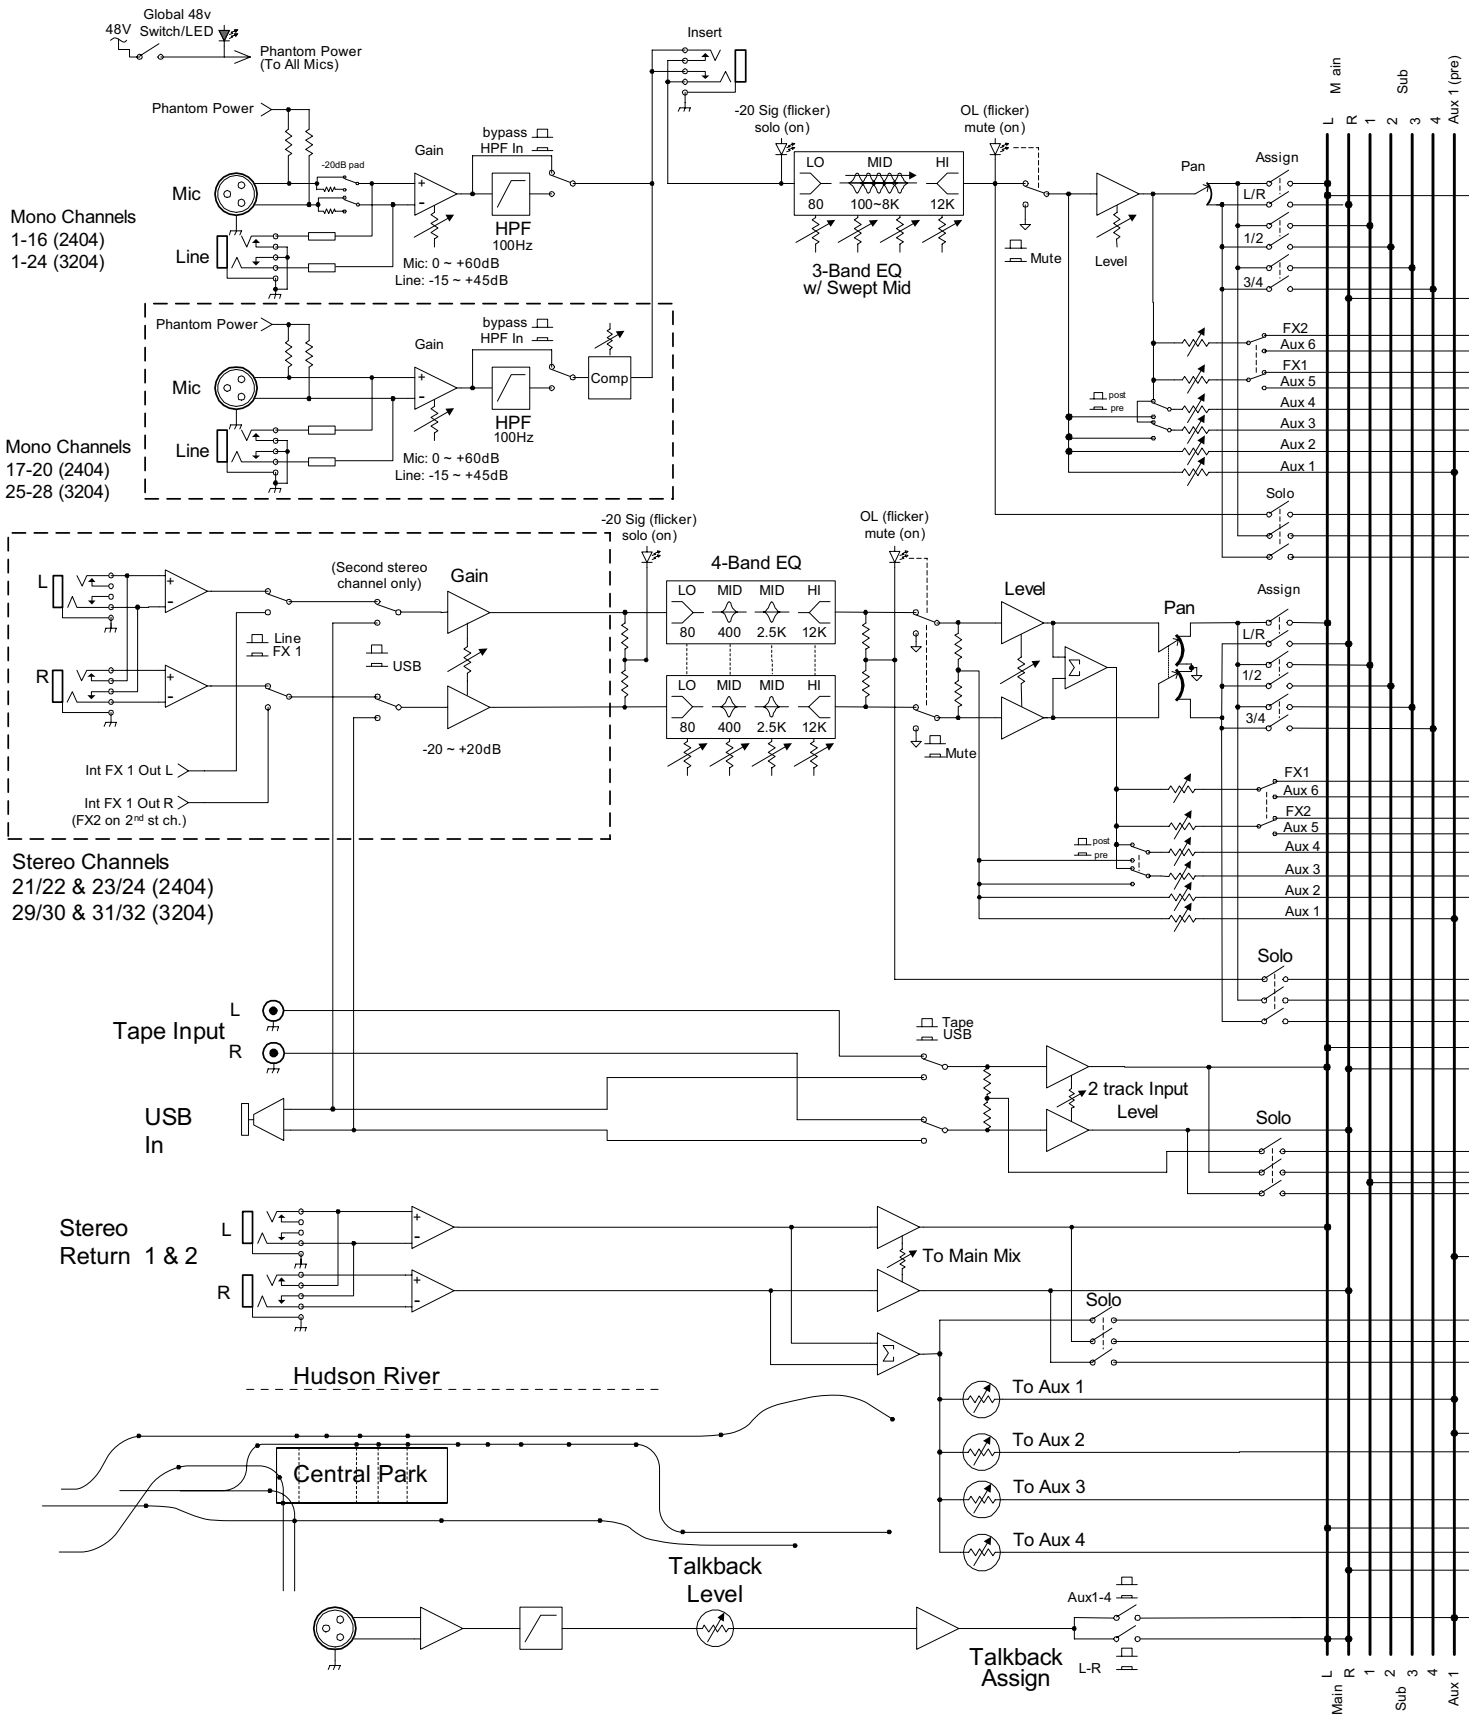 Global 48v
48V Switch/LED
Phantom Power
(To All Mics)
Insert
Phantom Power
-20dB pad
Gain
bypass
HPF In
-20 Sig (flicker)
solo (on)
OL (flicker)
mute (on)
Main
L
R
Sub
1
2
3
4
Aux 1 (pre)
Mono Channels
1-16 (2404)
1-24 (3204)
Mic
Line
HPF
100Hz
Mic: 0 ~ +60dB
Line: -15 ~ +45dB
LO MID HI
80 100~8K 12K
3-Band EQ
w/ Swept Mid
Mute
Level
Pan
Assign
L/R
1/2
3/4
FX2
Aux 6
FX1
Aux 5
Aux 4
Aux 3
Aux 2
Aux 1
post
pre
Solo
Phantom Power
Gain
bypass
HPF In
Comp
Mic
Line
HPF
100Hz
Mic: 0 ~ +60dB
Line: -15 ~ +45dB
Mono Channels
17-20 (2404)
25-28 (3204)
L
R
Line
FX 1
(Second stereo
channel only)
USB
Gain
-20 ~ +20dB
Int FX 1 Out L
Int FX 1 Out R
(FX2 on 2nd st ch.)
Stereo Channels
21/22 & 23/24 (2404)
29/30 & 31/32 (3204)
-20 Sig (flicker)
solo (on)
4-Band EQ
LO MID MID HI
80 400 2.5K 12K
LO MID MID HI
80 400 2.5K 12K
OL (flicker)
mute (on)
Mute
Level
Σ
Pan
Assign
L/R
1/2
3/4
FX1
Aux 6
FX2
Aux 5
Aux 4
Aux 3
Aux 2
Aux 1
post
pre
Solo
Tape Input
L
R
USB
In
Tape
USB
2 track Input
Level
Solo
Stereo
Return 1 & 2
L
R
To Main Mix
Solo
Σ
Hudson River
Central Park
To Aux 1
To Aux 2
To Aux 3
To Aux 4
Talkback
Level
Talkback
Assign
Aux1-4
L-R
L
R
Main
1
2
3
4
Sub
Aux 1